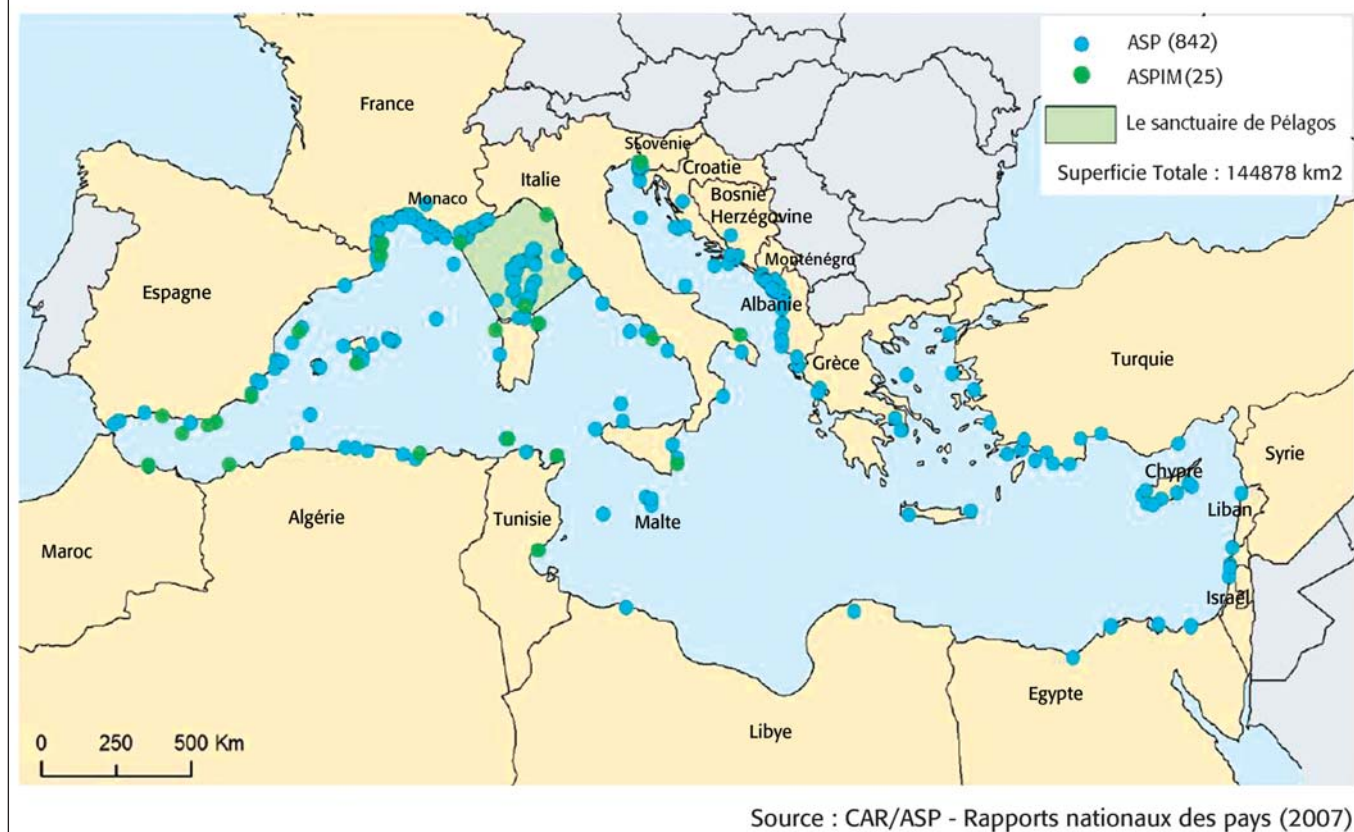 ASP (842)
ASPIM (25)
Le sanctuaire de Pélagos
Superficie Totale : 144878 km2
France
Slovénie
Croatie
Monaco
Italie
Bosnie
Herzégovine
Monténégro
Espagne
Albanie
Grèce
Turquie
Chypre
Syrie
Liban
Algérie
Tunisie
Malte
Maroc
Israël
Egypte
Libye
0 250 500 Km
Source : CAR/ASP - Rapports nationaux des pays (2007)